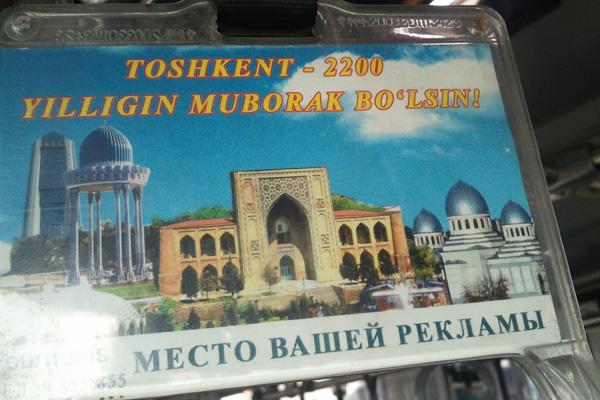 TOSHKENT - 2200
YILLIGIN MUBORAK BO‘LSIN!
МЕСТО ВАШЕЙ РЕКЛАМЫ